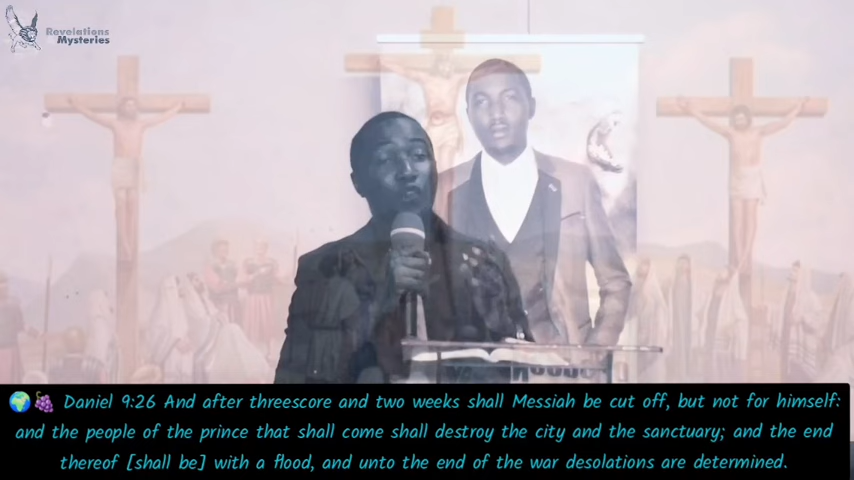 Revelations
Mysteries
🌍🍇 Daniel 9:26 And after threescore and two weeks shall Messiah be cut off, but not for himself:
and the people of the prince that shall come shall destroy the city and the sanctuary; and the end
thereof [shall be] with a flood, and unto the end of the war desolations are determined.